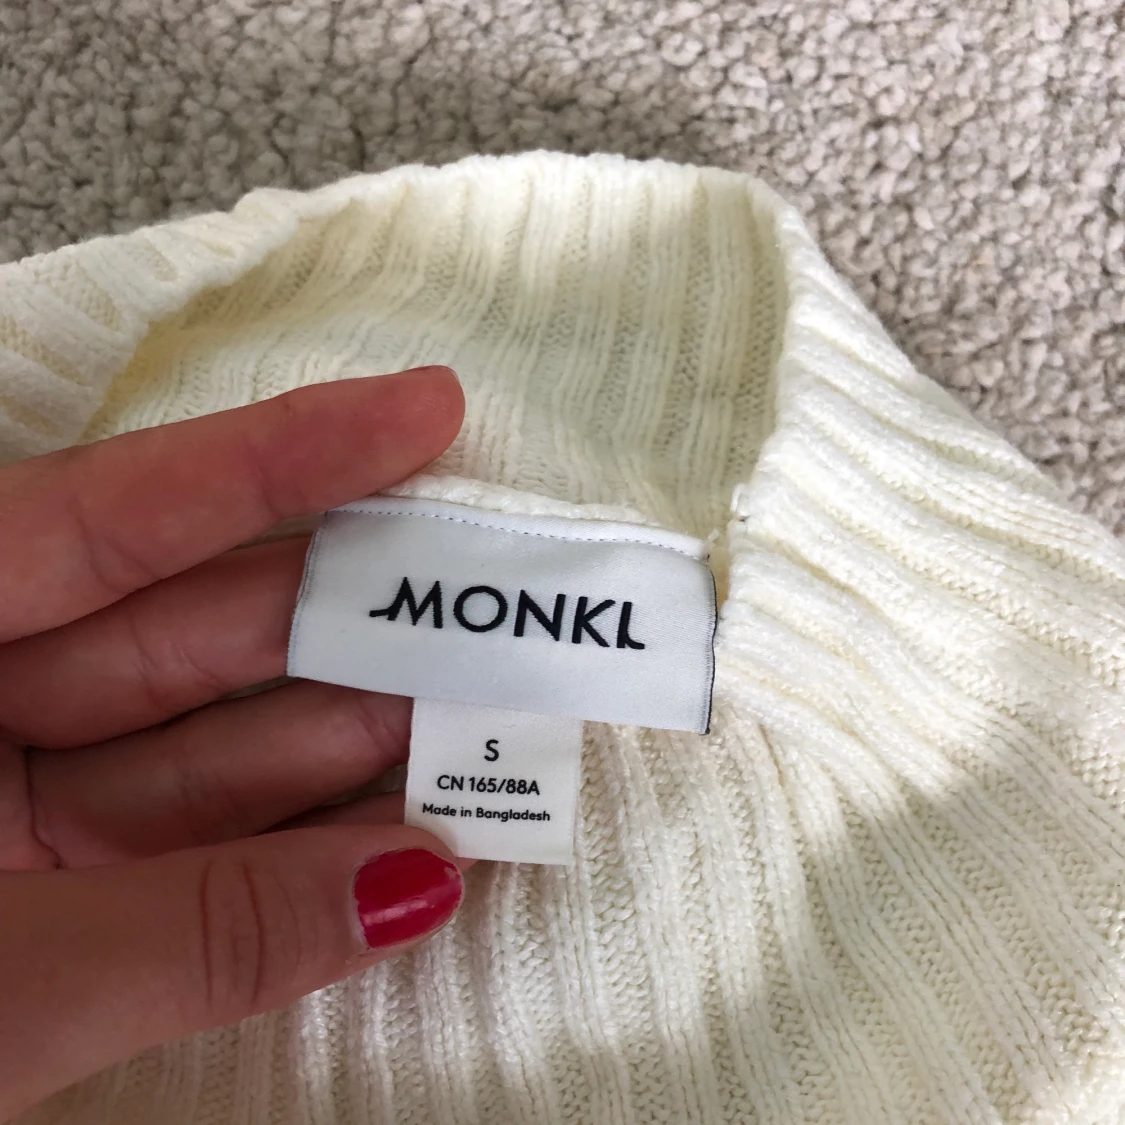 MONKI
S
CN 165/88A
Made in Bangladesh